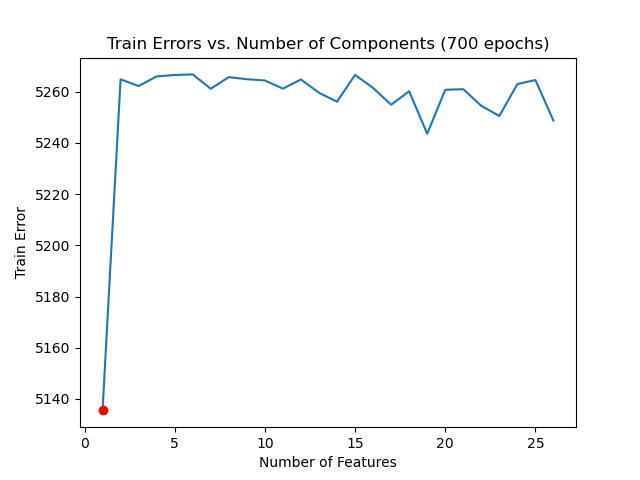 Train Errors vs. Number of Components (700 epochs)
5260
5240
5220
5200
5180
5160
5140
Train Error
0 5 10 15 20 25
Number of Features